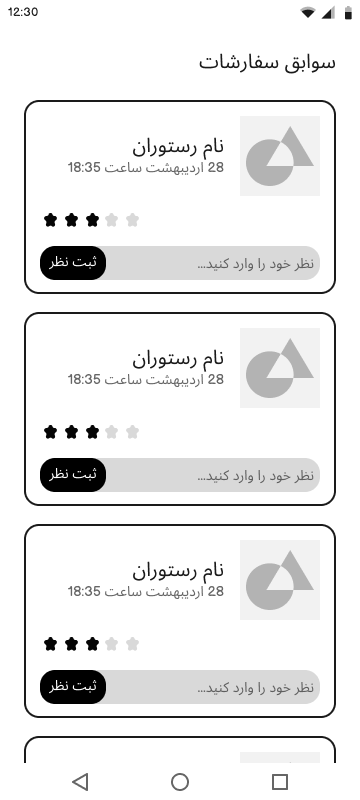 12:30
سوابق سفارشات
نام رستوران
28 اردیبهشت ساعت 18:35
نظر خود را وارد کنید...
ثبت نظر
نام رستوران
28 اردیبهشت ساعت 18:35
نظر خود را وارد کنید...
ثبت نظر
نام رستوران
28 اردیبهشت ساعت 18:35
نظر خود را وارد کنید...
ثبت نظر